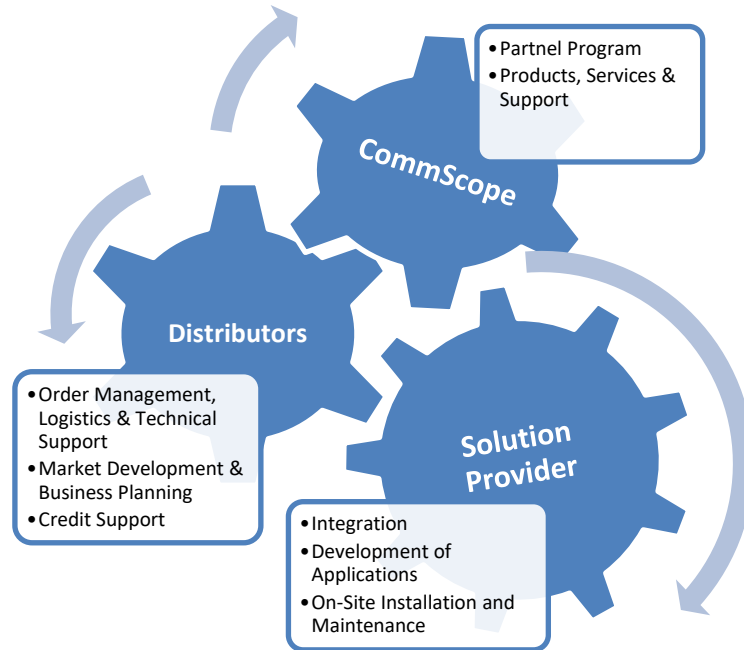 •Partnel Program
•Products, Services &
Support
CommScope
Distributors
•Order Management,
Logistics & Technical
Support
•Market Development &
Business Planning
•Credit Support
Solution
Provider
•Integration
•Development of
Applications
•On-Site Installation and
Maintenance